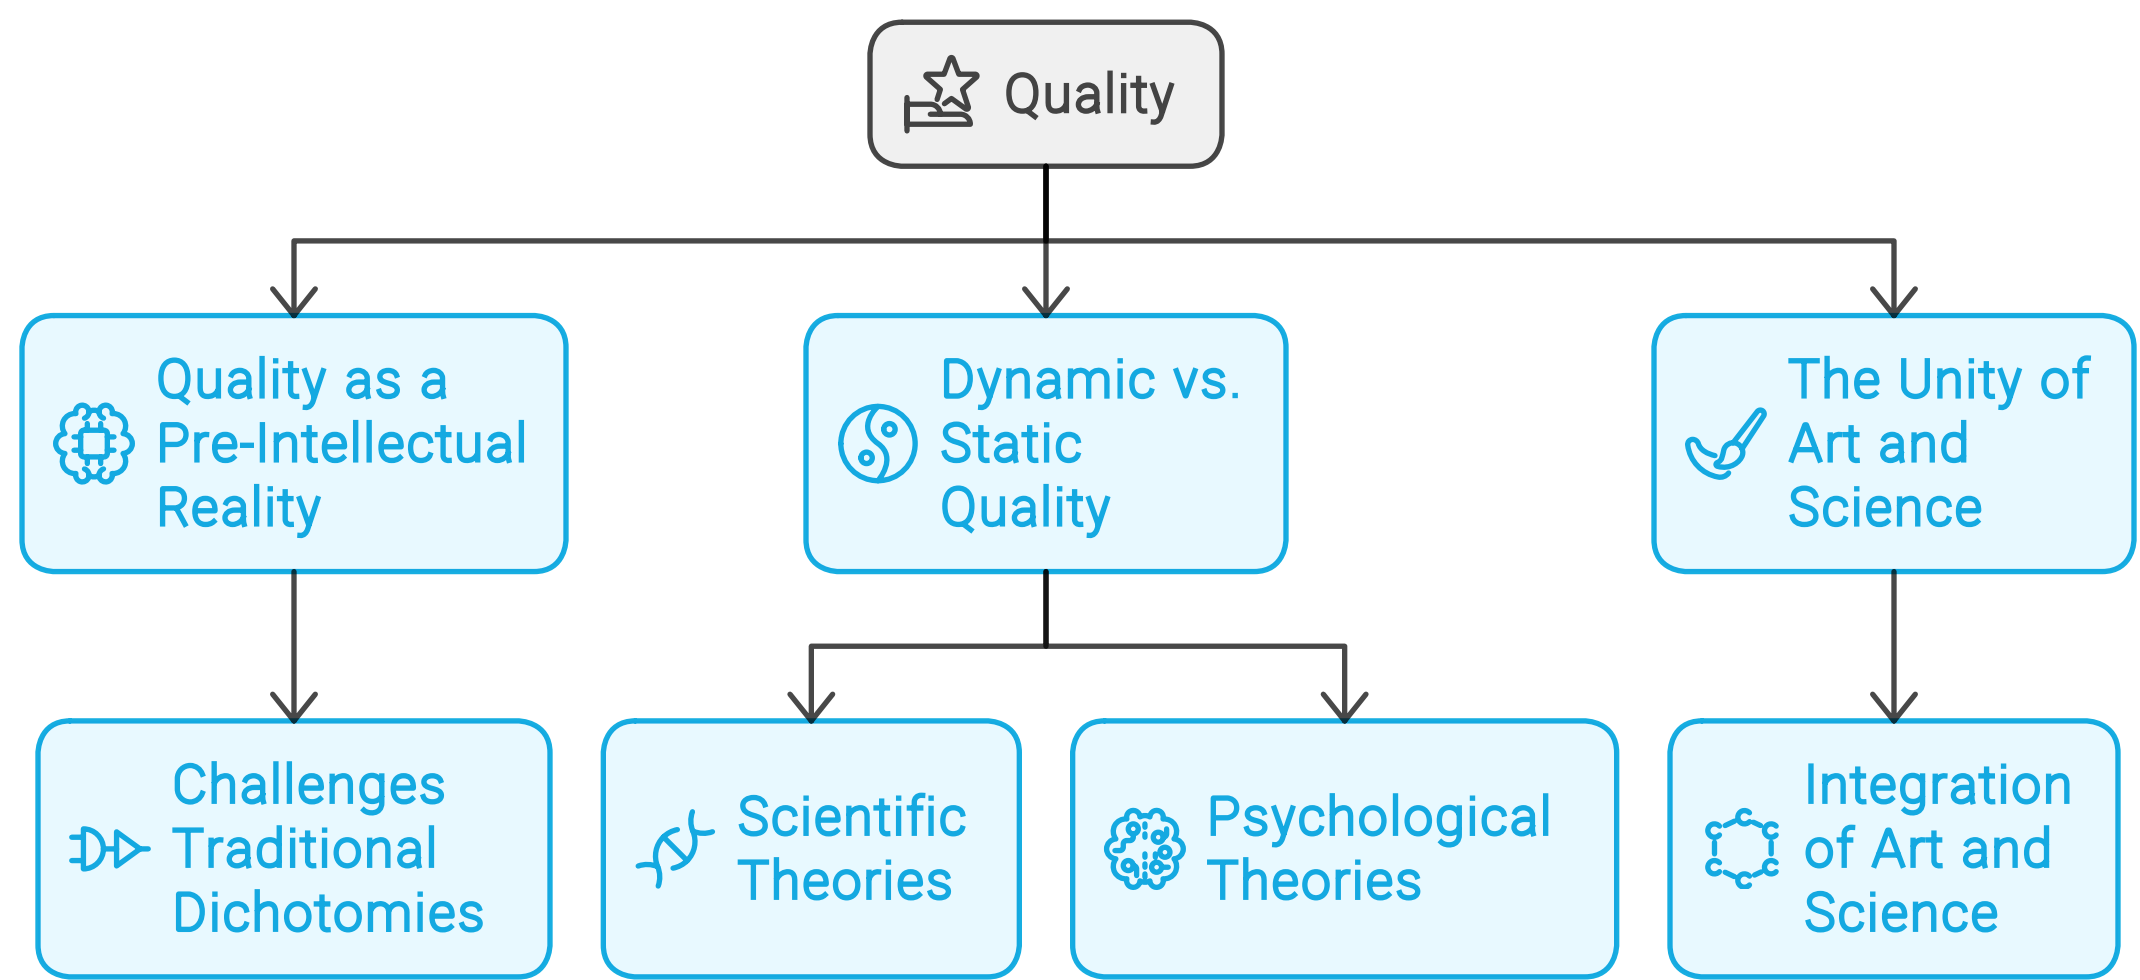 Quality
Quality as a
Pre-Intellectual
Reality
Dynamic vs.
Static
Quality
The Unity of
Art and
Science
Challenges
Traditional
Dichotomies
Scientific
Theories
Psychological
Theories
Integration
of Art and
Science